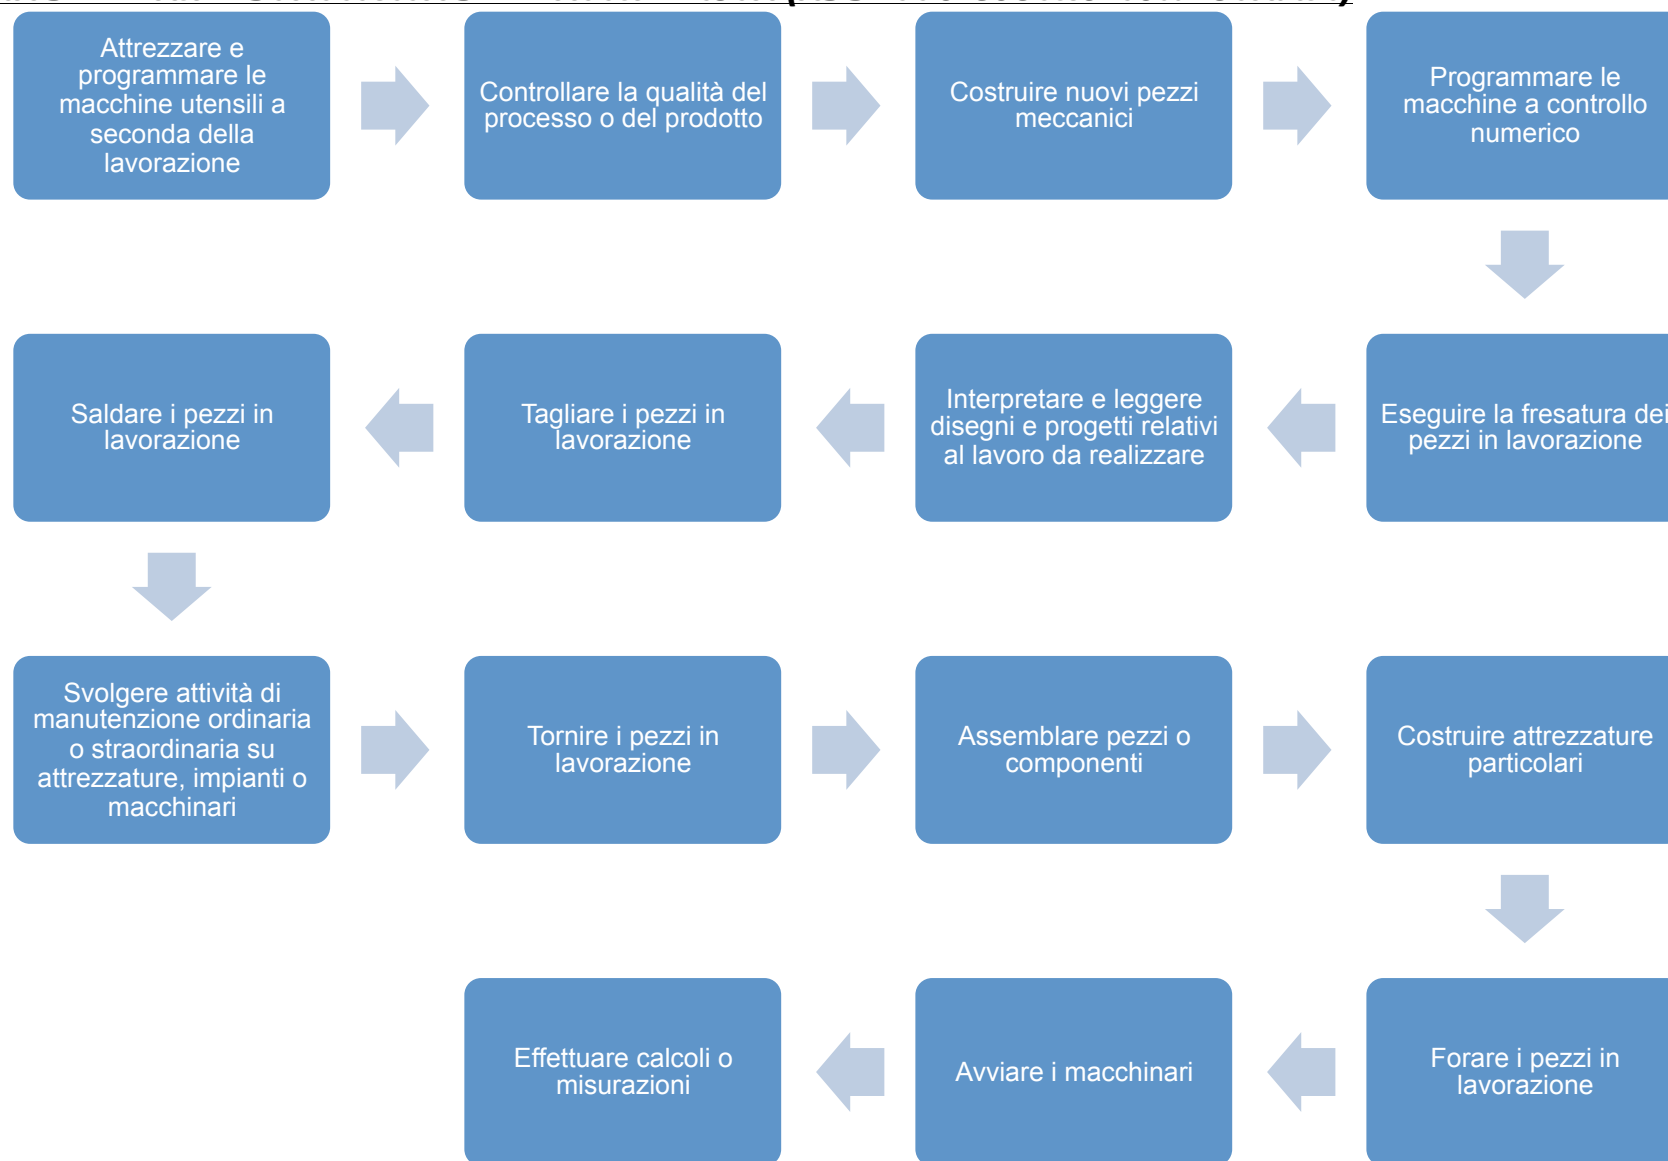 Attrezzare e
programmare le
macchine utensili a
seconda della
lavorazione
Controllare la qualità del
processo o del prodotto
Costruire nuovi pezzi
meccanici
Programmare le
macchine a controllo
numerico
Eseguire la fresatura dei
pezzi in lavorazione
Interpretare e leggere
disegni e progetti relativi
al lavoro da realizzare
Tagliare i pezzi in
lavorazione
Saldare i pezzi in
lavorazione
Svolgere attività di
manutenzione ordinaria
o straordinaria su
attrezzature, impianti o
macchinari
Tornire i pezzi in
lavorazione
Assemblare pezzi o
componenti
Costruire attrezzature
particolari
Forare i pezzi in
lavorazione
Avviare i macchinari
Effettuare calcoli o
misurazioni